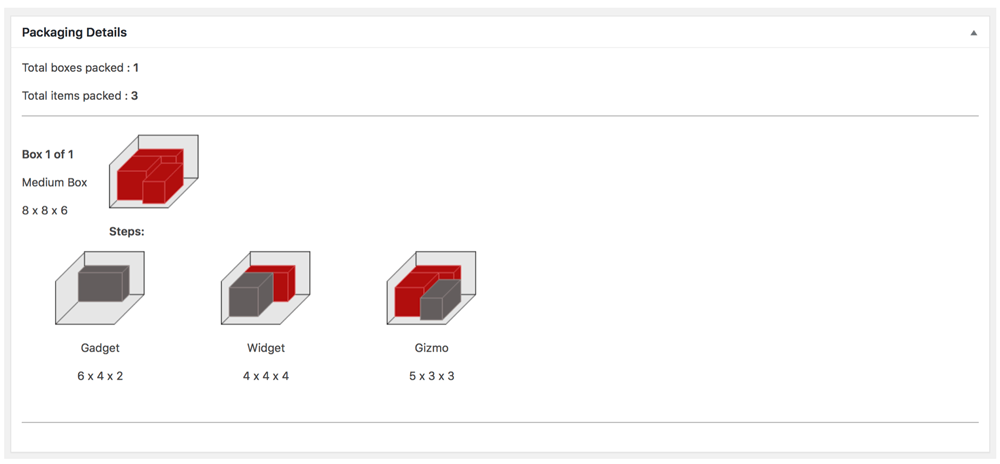 Packaging Details
Total boxes packed : 1
Total items packed : 3
Box 1 of 1
Medium Box
8 x 8 x 6
Steps:
Gadget
6 x 4 x 2
Widget
4 x 4 x 4
Gizmo
5 x 3 x 3